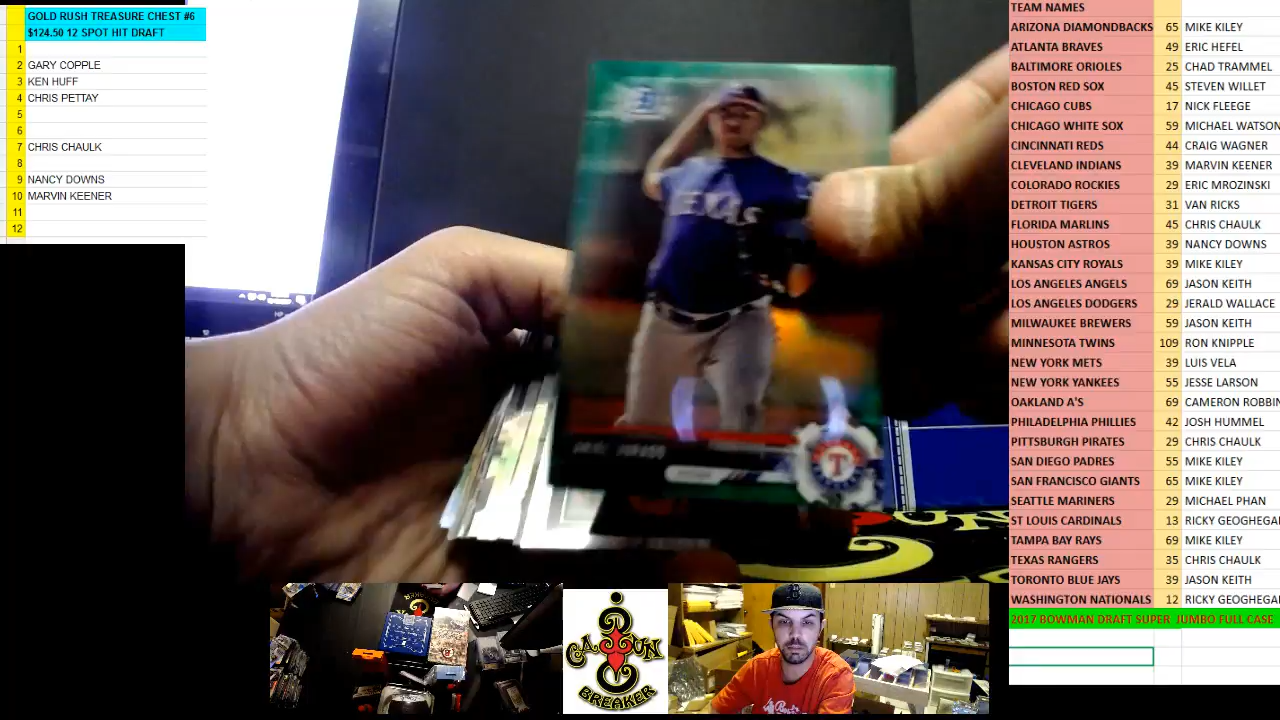 GOLD RUSH TREASURE CHEST #6
$124.50 12 SPOT HIT DRAFT
1
2 GARY COPPLE
3 KEN HUFF
4 CHRIS PETTAY
5
6
7 CHRIS CHAULK
8
9 NANCY DOWNS
10 MARVIN KEENER
11
12
TEXAS
T
CAJUN
BREAKER
TEAM NAMES
ARIZONA DIAMONDBACKS 65 MIKE KILEY
ATLANTA BRAVES 49 ERIC HEFEL
BALTIMORE ORIOLES 25 CHAD TRAMMEL
BOSTON RED SOX 45 STEVEN WILLET
CHICAGO CUBS 17 NICK FLEEGE
CHICAGO WHITE SOX 59 MICHAEL WATSON
CINCINNATI REDS 44 CRAIG WAGNER
CLEVELAND INDIANS 39 MARVIN KEENER
COLORADO ROCKIES 29 ERIC MROZINSKI
DETROIT TIGERS 31 VAN RICKS
FLORIDA MARLINS 45 CHRIS CHAULK
HOUSTON ASTROS 39 NANCY DOWNS
KANSAS CITY ROYALS 39 MIKE KILEY
LOS ANGELES ANGELS 69 JASON KEITH
LOS ANGELES DODGERS 29 JERALD WALLACE
MILWAUKEE BREWERS 59 JASON KEITH
MINNESOTA TWINS 109 RON KNIPPLE
NEW YORK METS 39 LUIS VELA
NEW YORK YANKEES 55 JESSE LARSON
OAKLAND A'S 69 CAMERON ROBBIN
PHILADELPHIA PHILLIES 42 JOSH HUMMEL
PITTSBURGH PIRATES 29 CHRIS CHAULK
SAN DIEGO PADRES 55 MIKE KILEY
SAN FRANCISCO GIANTS 65 MIKE KILEY
SEATTLE MARINERS 29 MICHAEL PHAN
ST LOUIS CARDINALS 13 RICKY GEOGHEGA
TAMPA BAY RAYS 69 MIKE KILEY
TEXAS RANGERS 35 CHRIS CHAULK
TORONTO BLUE JAYS 39 JASON KEITH
WASHINGTON NATIONALS 12 RICKY GEOGHEGA
2017 BOWMAN DRAFT SUPER JUMBO FULL CASE